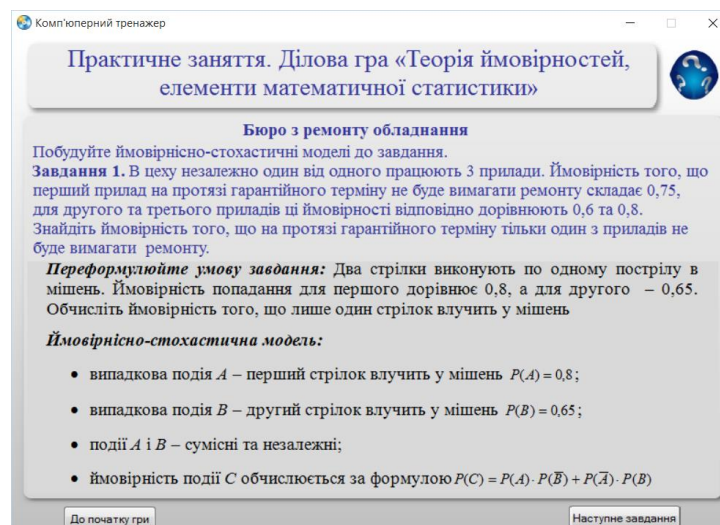 Комп'юперний тренажер
Практичне заняття. Ділова гра «Теорія ймовірностей,
елементи математичної статистики»
Бюро з ремонту обладнання
Побудуйте ймовірнісно-стохастичні моделі до завдання.
Завдання 1. В цеху незалежно один від одного працюють 3 прилади. Ймовірність того, що
перший прилад на протязі гарантійного терміну не буде вимагати ремонту складає 0,75,
для другого та третього приладів ці ймовірності відповідно дорівнюють 0,6 та 0,8.
Знайдіть ймовірність того, що на протязі гарантійного терміну тільки один з приладів не
буде вимагати ремонту.
Переформулюйте умову завдання: Два стрілки виконують по одному пострілу в
мішень. Ймовірність попадання для першого дорівнює 0,8, а для другого – 0,65.
Обчисліть ймовірність того, що лише один стрілок влучить у мішень
Ймовірнісно-стохастична модель:
• випадкова подія A – перший стрілок влучить у мішень P(A) = 0,8;
• випадкова подія B – другий стрілок влучить у мішень P(B) = 0,65;
• події A і B – сумісні та незалежні;
• ймовірність події C обчислюється за формулою P(C) = P(A)· P(B̅) + P(A̅)· P(B)
До початку гри
Наступне завдання